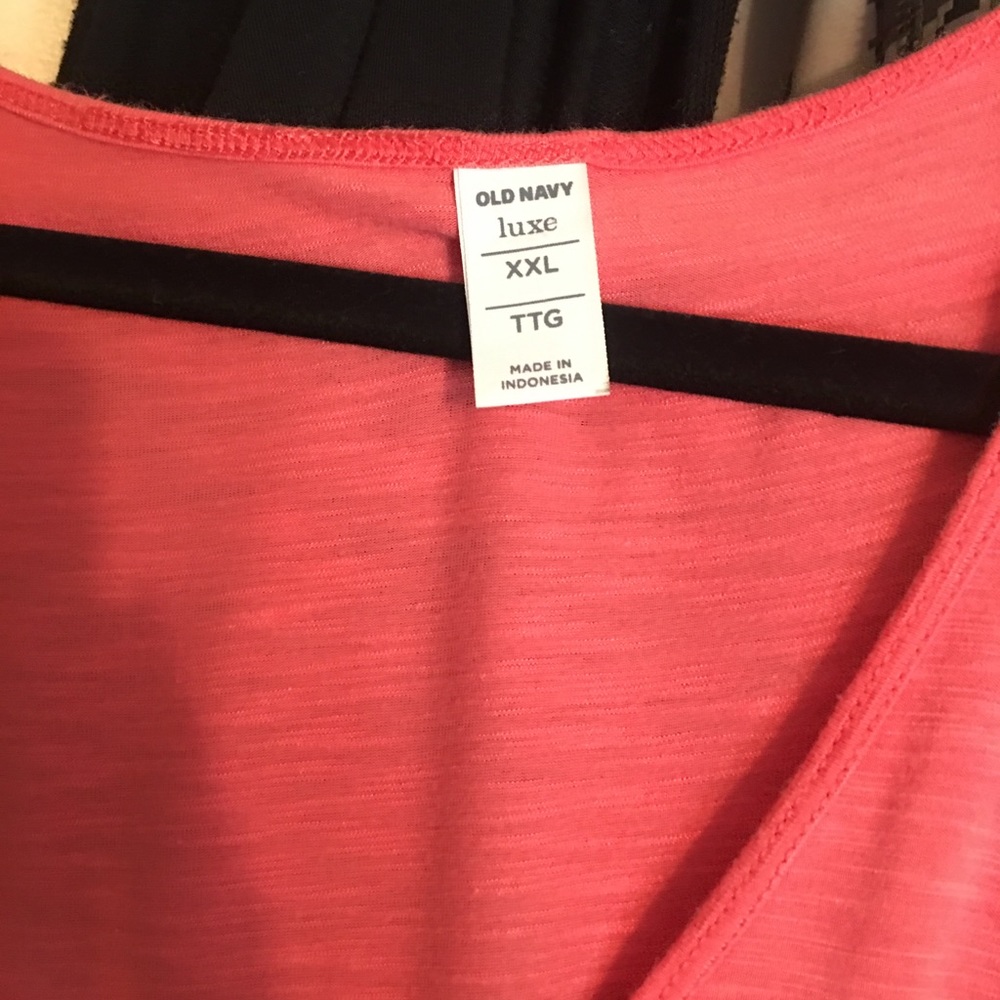 OLD NAVY
luxe
XXL
TTG
MADE IN
INDONESIA